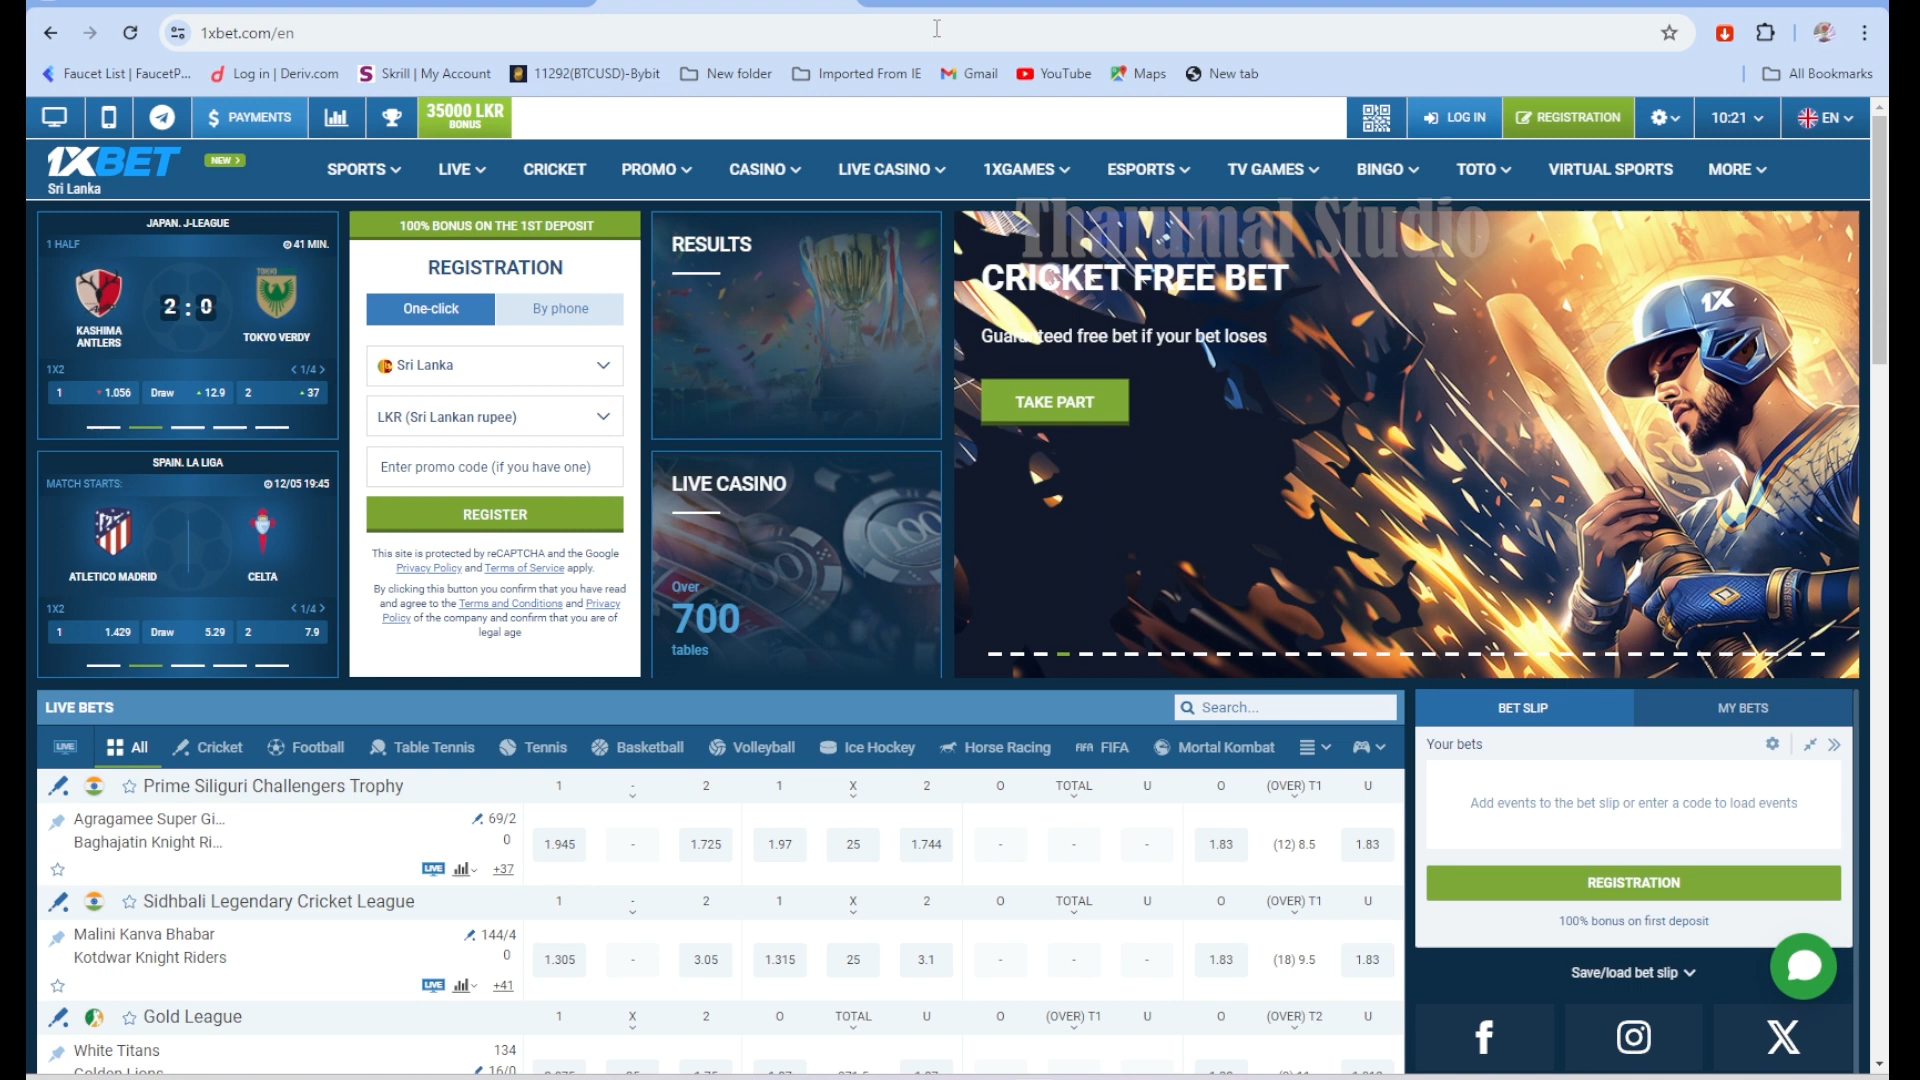 1xbet.com/en
Faucet List | FaucetP...
Log in | Deriv.com
Skrill | My Account
11292(BTCUSD)-Bybit
New folder
Imported From IE
Gmail
YouTube
Maps
New tab
All Bookmarks
$ PAYMENTS
35000 LKR
BONUS
LOG IN
REGISTRATION
10:21
EN
1XBET
Sri Lanka
NEW >
SPORTS
LIVE
CRICKET
PROMO
CASINO
LIVE CASINO
1XGAMES
ESPORTS
TV GAMES
BINGO
TOTO
VIRTUAL SPORTS
MORE
JAPAN. J-LEAGUE
1 HALF
41 MIN.
2 : 0
KASHIMA
ANTLERS
TOKYO VERDY
1X2
< 1/4 >
1 1.056 Draw 12.9 2 37
SPAIN. LA LIGA
MATCH STARTS:
12/05 19:45
ATLETICO MADRID
CELTA
1X2
< 1/4 >
1 1.429 Draw 5.29 2 7.9
100% BONUS ON THE 1ST DEPOSIT
REGISTRATION
One-click
By phone
Sri Lanka
LKR (Sri Lankan rupee)
Enter promo code (if you have one)
REGISTER
This site is protected by reCAPTCHA and the Google
Privacy Policy and Terms of Service apply.
By clicking this button you confirm that you have read
and agree to the Terms and Conditions and Privacy
Policy of the company and confirm that you are of
legal age
RESULTS
LIVE CASINO
Over
700
tables
Tharumal Studio
CRICKET FREE BET
Guaranteed free bet if your bet loses
TAKE PART
1X
LIVE BETS
Search...
LIVE
All
Cricket
Football
Table Tennis
Tennis
Basketball
Volleyball
Ice Hockey
Horse Racing
FIFA FIFA
Mortal Kombat
Prime Siliguri Challengers Trophy 1 - 2 1 X 2 O TOTAL U O (OVER) T1 U
Agragamee Super Gi... 69/2
Baghajatin Knight Ri... 0
1.945 - 1.725 1.97 25 1.744 - - - 1.83 (12) 8.5 1.83
LIVE +37
Sidhbali Legendary Cricket League 1 - 2 1 X 2 O TOTAL U O (OVER) T1 U
Malini Kanva Bhabar 144/4
Kotdwar Knight Riders 0
1.305 - 3.05 1.315 25 3.1 - - - 1.83 (18) 9.5 1.83
LIVE +41
Gold League 1 X 2 O TOTAL U O (OVER) T1 U O (OVER) T2 U
White Titans 134
Golden Lions 16/0
BET SLIP
MY BETS
Your bets
Add events to the bet slip or enter a code to load events
REGISTRATION
100% bonus on first deposit
Save/load bet slip